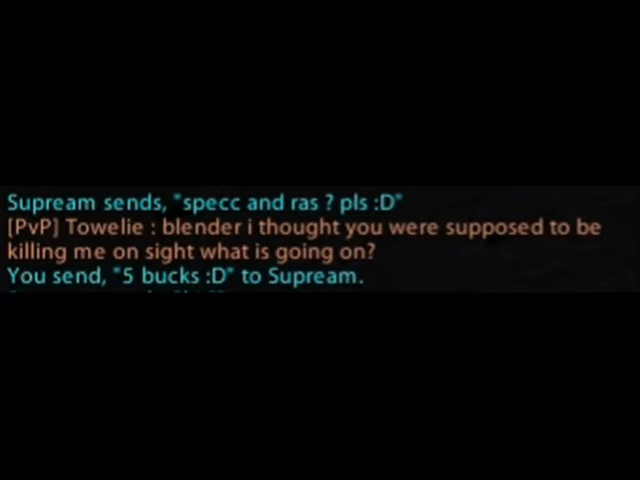 Supream sends, "specc and ras ? pls :D"
[PvP] Towelie : blender i thought you were supposed to be
killing me on sight what is going on?
You send, "5 bucks :D" to Supream.